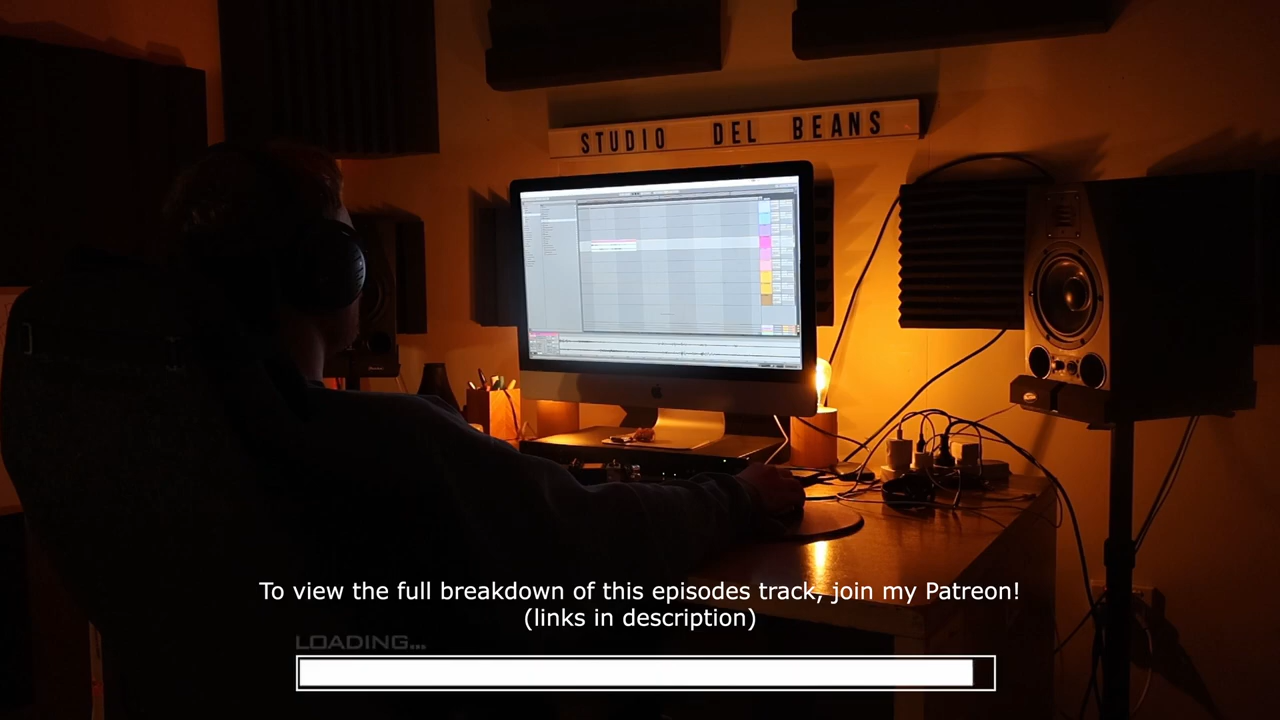 STUDIO DEL BEANS
To view the full breakdown of this episodes track, join my Patreon!
(links in description)
LOADING...